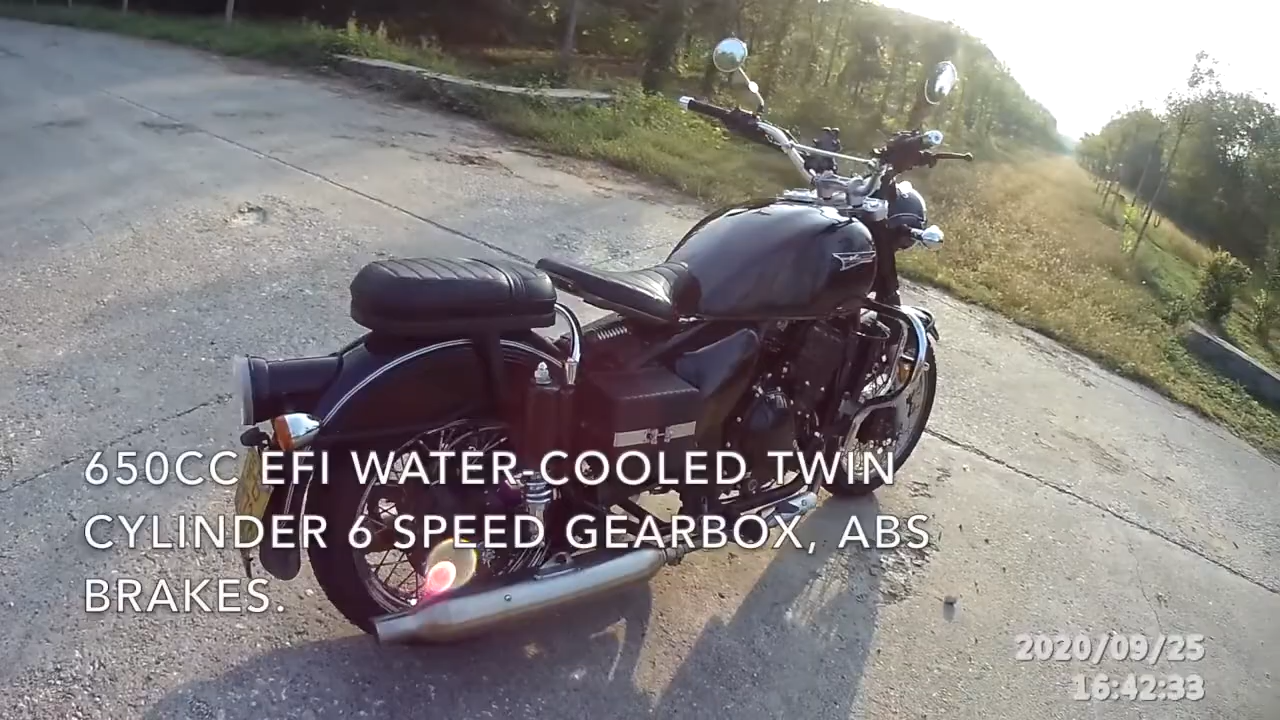 650CC EFI WATER-COOLED TWIN
CYLINDER 6 SPEED GEARBOX, ABS
BRAKES.
2020/09/25
16:42:33